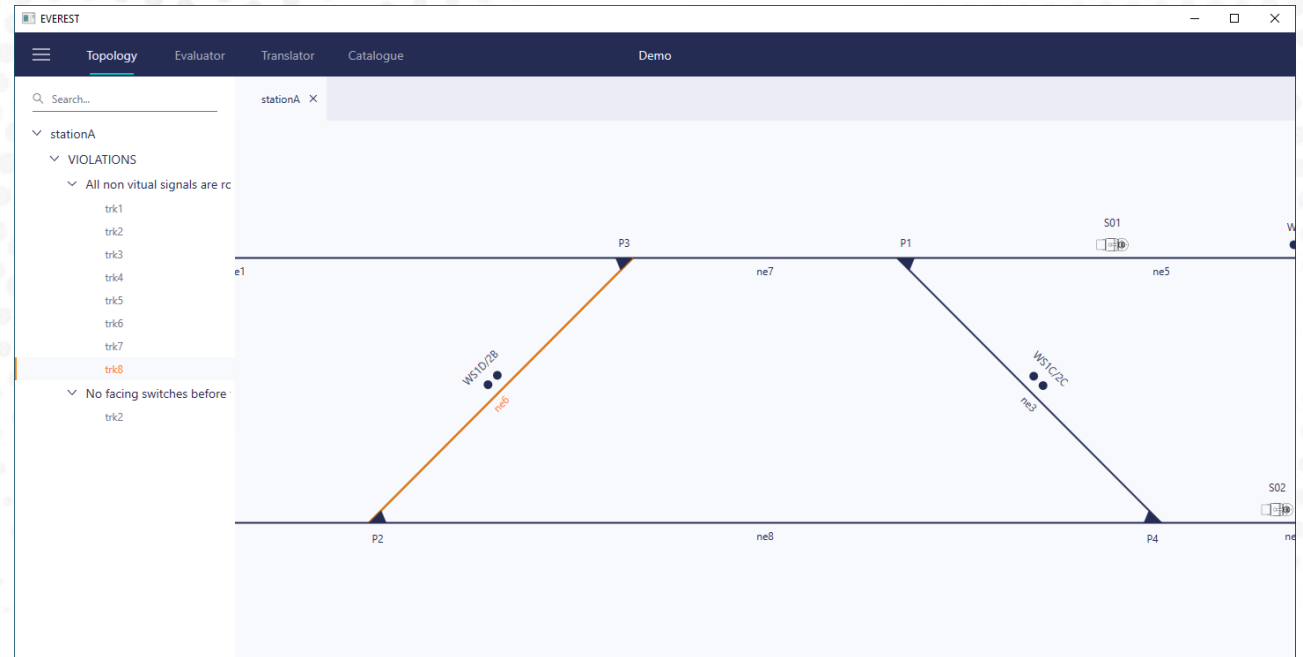 EVEREST
Topology Evaluator Translator Catalogue Demo
Search...
stationA
stationA
VIOLATIONS
All non vitual signals are rc
trk1
trk2
trk3
trk4
trk5
trk6
trk7
trk8
No facing switches before
trk2
S01
W
P3
P1
e1
ne7
ne5
WS1D/2B
ne6
WS1C/2C
ne3
S02
P2
ne8
P4
ne